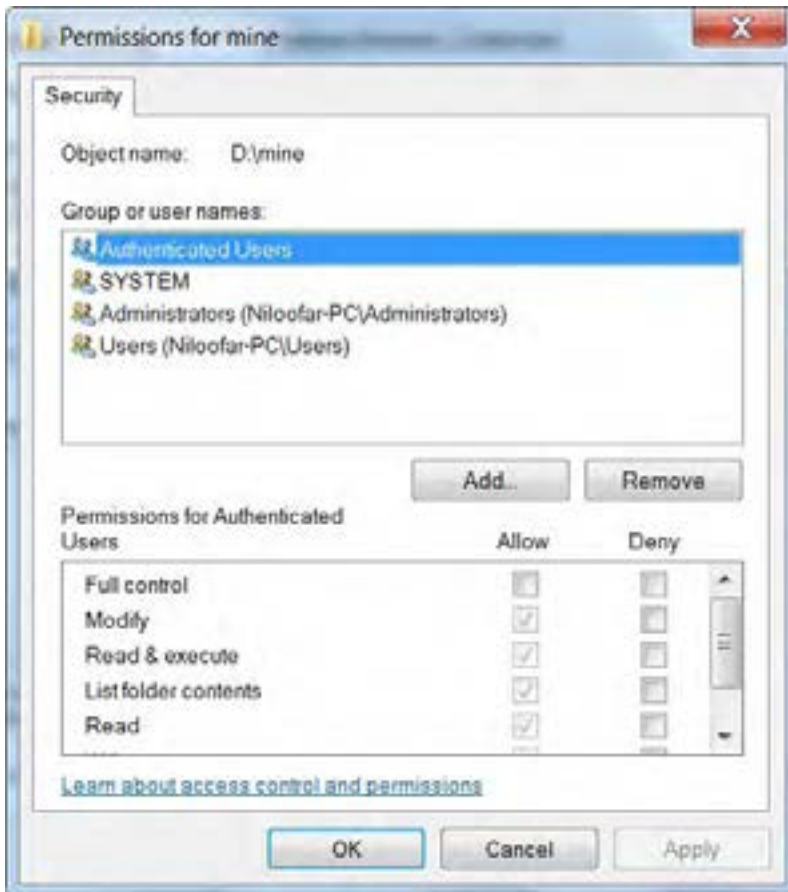 Permissions for mine
Security
Object name: D:\mine
Group or user names:
Authenticated Users
SYSTEM
Administrators (Niloofar-PC\Administrators)
Users (Niloofar-PC\Users)
Add... Remove
Permissions for Authenticated
Users Allow Deny
Full control
Modify
Read & execute
List folder contents
Read
Learn about access control and permissions
OK Cancel Apply